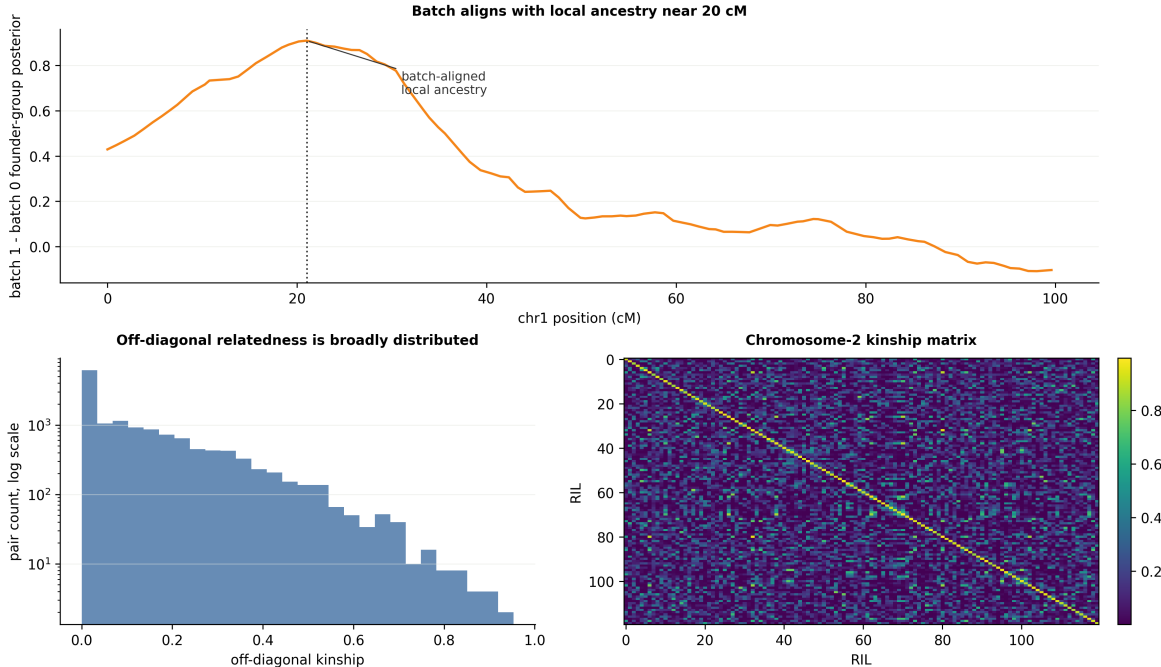 Batch aligns with local ancestry near 20 cM
batch 1 - batch 0 founder-group posterior
0.8
0.6
0.4
0.2
0.0
batch-aligned
local ancestry
0 20 40 60 80 100
chr1 position (cM)
Off-diagonal relatedness is broadly distributed
pair count, log scale
10³
10²
10¹
0.0 0.2 0.4 0.6 0.8 1.0
off-diagonal kinship
Chromosome-2 kinship matrix
RIL
0
20
40
60
80
100
0 20 40 60 80 100
RIL
0.8
0.6
0.4
0.2